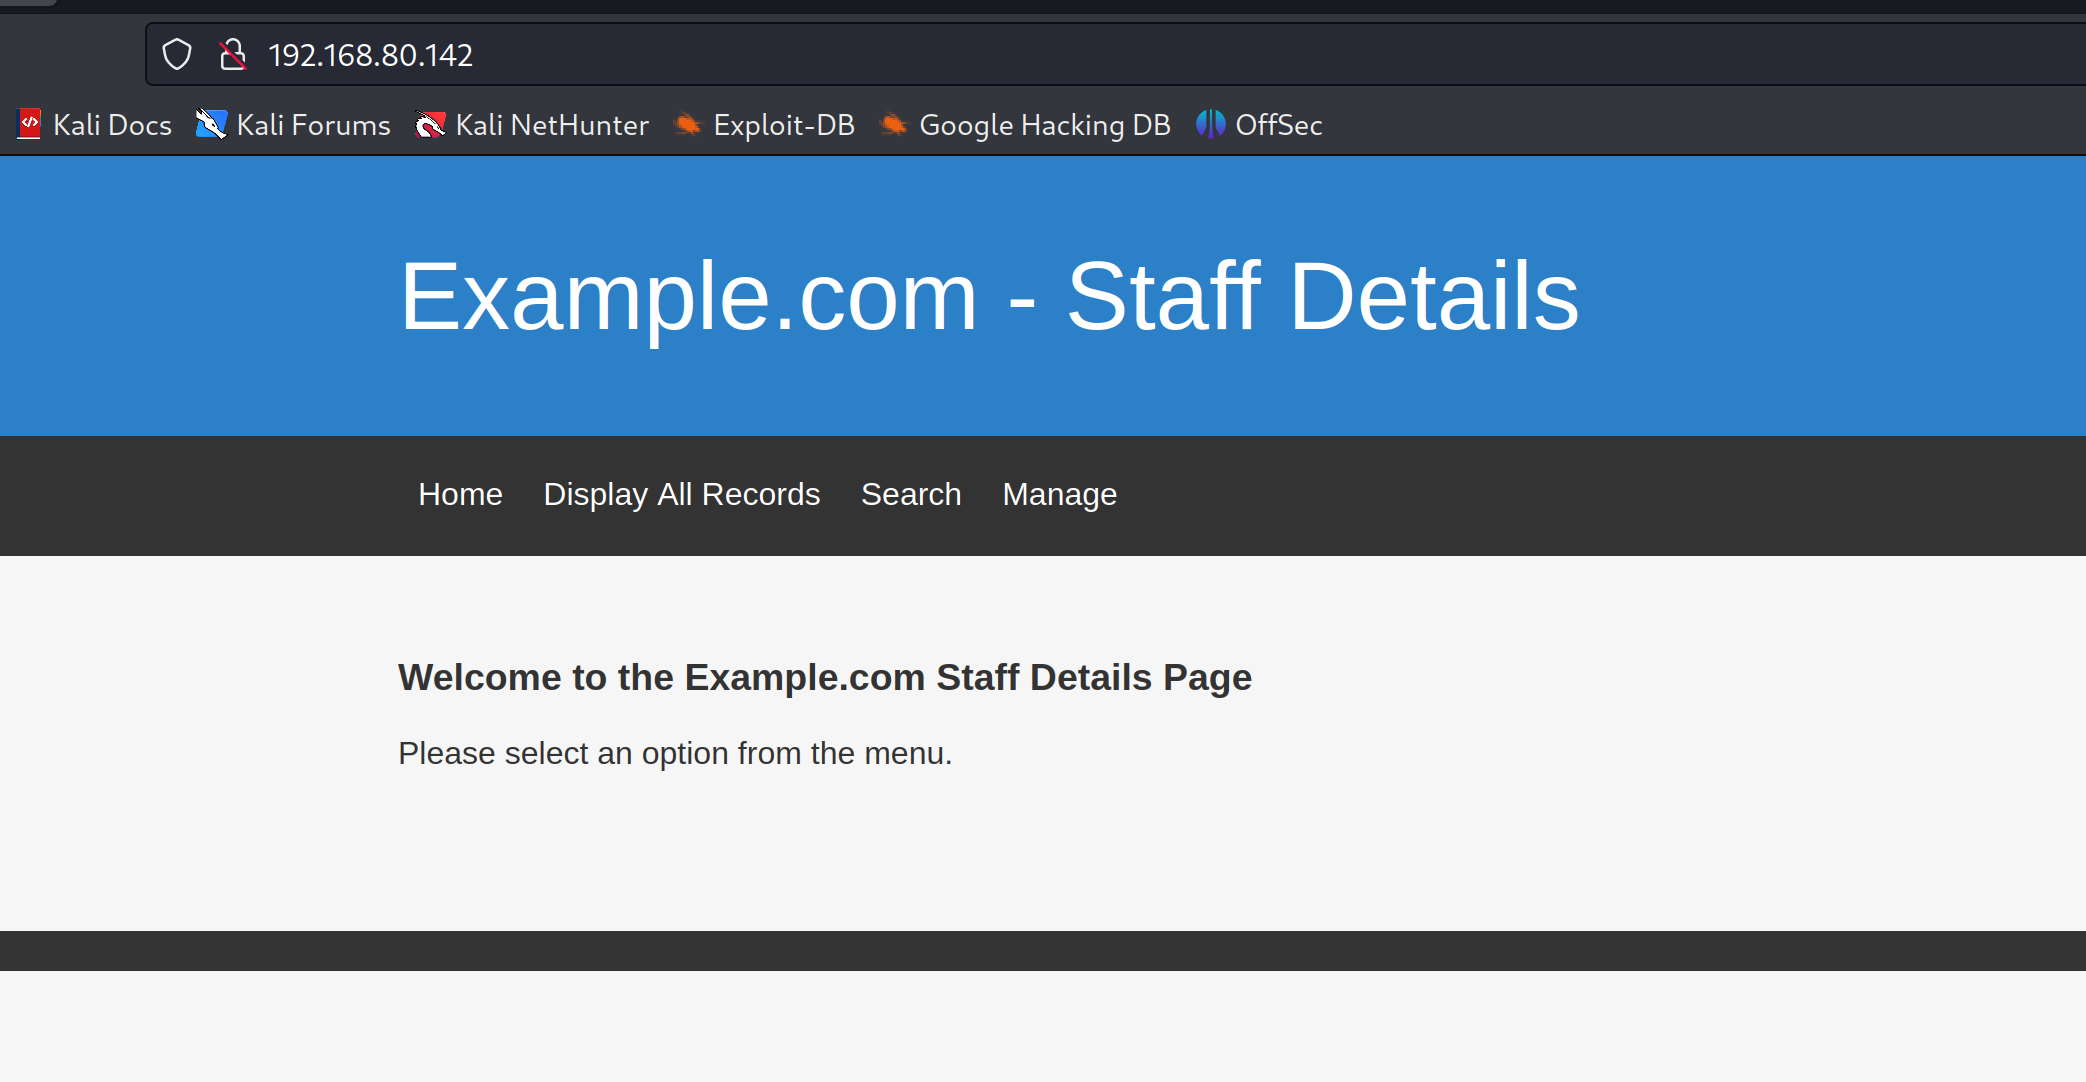 192.168.80.142
Kali Docs Kali Forums Kali NetHunter Exploit-DB Google Hacking DB OffSec
Example.com - Staff Details
Home Display All Records Search Manage
Welcome to the Example.com Staff Details Page
Please select an option from the menu.